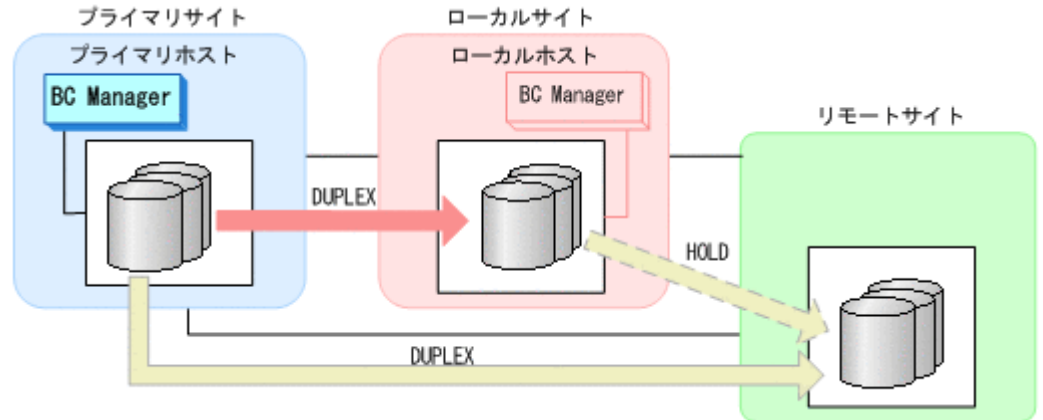 プライマリサイト
プライマリホスト
BC Manager
ローカルサイト
ローカルホスト
BC Manager
リモートサイト
DUPLEX
HOLD
DUPLEX